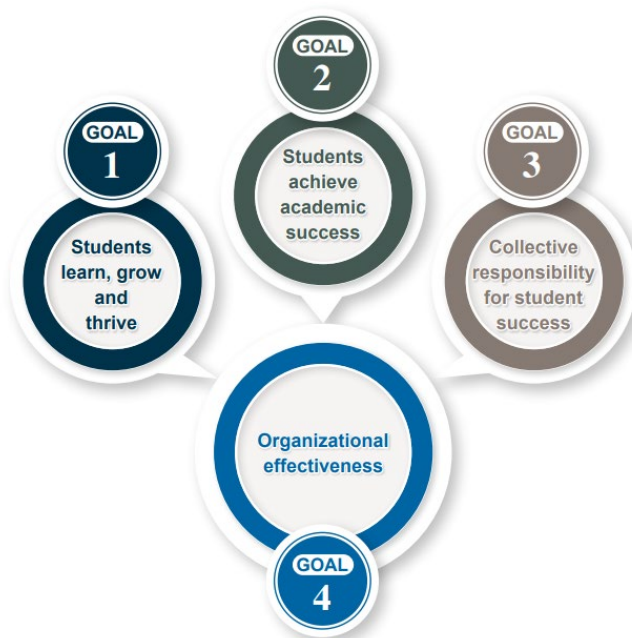 GOAL
1
Students
learn, grow
and
thrive
GOAL
2
Students
achieve
academic
success
GOAL
3
Collective
responsibility
for student
success
Organizational
effectiveness
GOAL
4